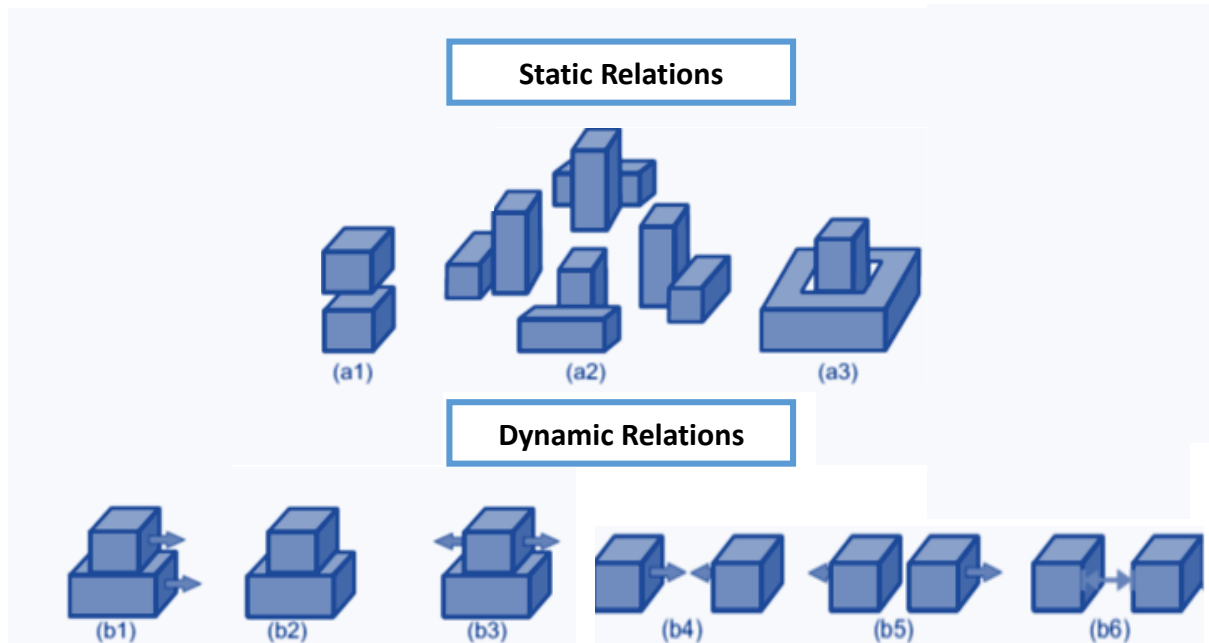 Static Relations
(a1)
(a2)
(a3)
Dynamic Relations
(b1)
(b2)
(b3)
(b4)
(b5)
(b6)